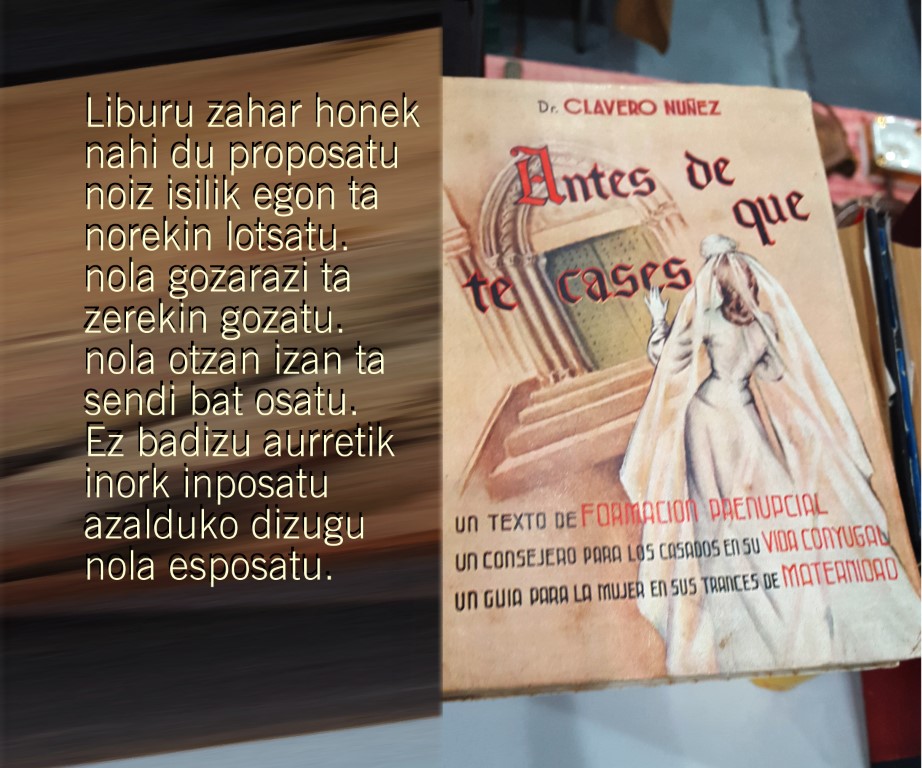 Liburu zahar honek
nahi du proposatu
noiz isilik egon ta
norekin lotsatu.
nola gozarazi ta
zerekin gozatu.
nola otzan izan ta
sendi bat osatu.
Ez badizu aurretik
inork inposatu
azalduko dizugu
nola esposatu.
Dr. CLAVERO NUÑEZ
Antes de
que
te cases
UN TEXTO DE FORMACION PRENUPCIAL
UN CONSEJERO PARA LOS CASADOS EN SU VIDA CONYUGAL
UN GUIA PARA LA MUJER EN SUS TRANCES DE MATERNIDAD